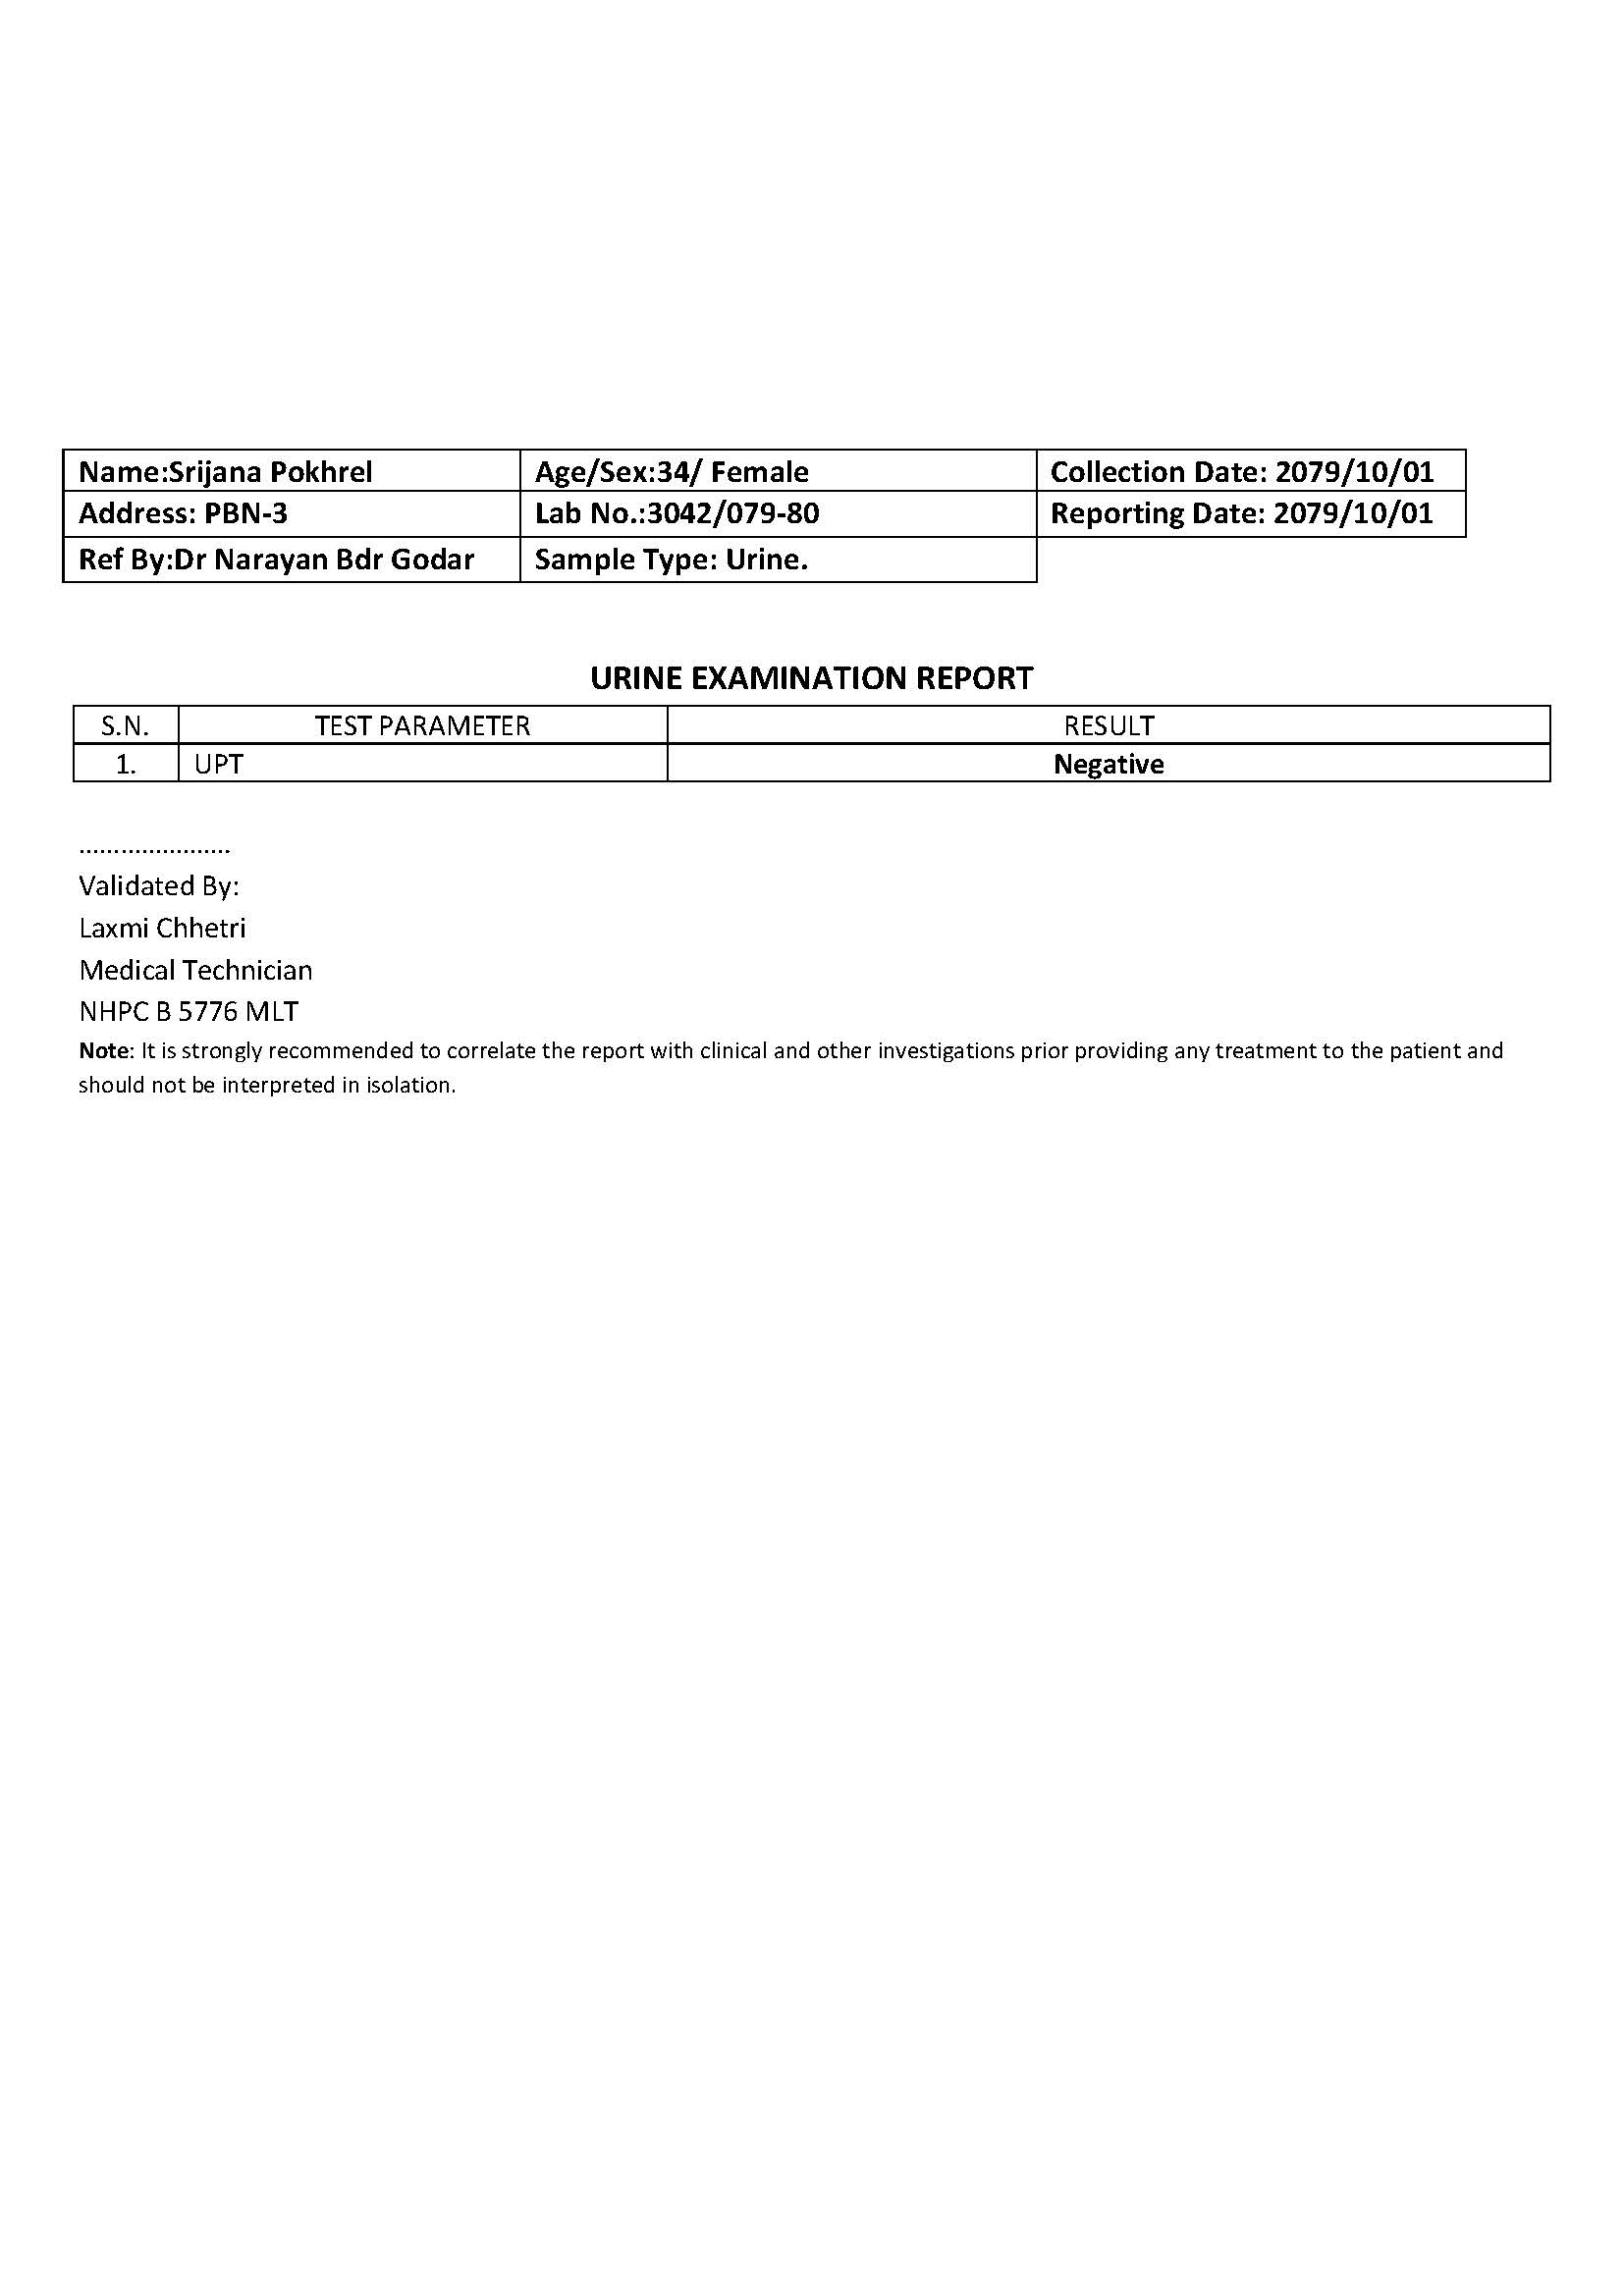 Name:Srijana Pokhrel Age/Sex:34/ Female Collection Date: 2079/10/01
Address: PBN-3 Lab No.:3042/079-80 Reporting Date: 2079/10/01
Ref By:Dr Narayan Bdr Godar Sample Type: Urine.
URINE EXAMINATION REPORT
S.N. TEST PARAMETER RESULT
1. UPT Negative
......................
Validated By:
Laxmi Chhetri
Medical Technician
NHPC B 5776 MLT
Note: It is strongly recommended to correlate the report with clinical and other investigations prior providing any treatment to the patient and
should not be interpreted in isolation.